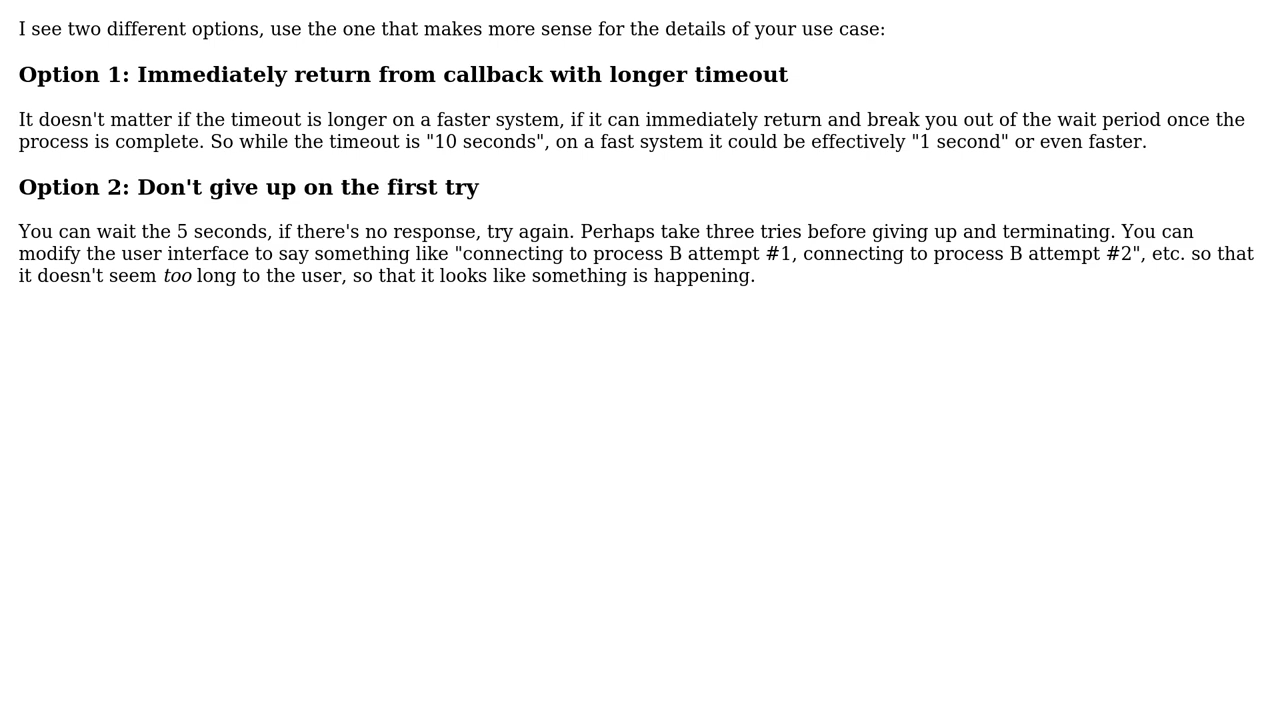 I see two different options, use the one that makes more sense for the details of your use case:
Option 1: Immediately return from callback with longer timeout
It doesn't matter if the timeout is longer on a faster system, if it can immediately return and break you out of the wait period once the
process is complete. So while the timeout is "10 seconds", on a fast system it could be effectively "1 second" or even faster.
Option 2: Don't give up on the first try
You can wait the 5 seconds, if there's no response, try again. Perhaps take three tries before giving up and terminating. You can
modify the user interface to say something like "connecting to process B attempt #1, connecting to process B attempt #2", etc. so that
it doesn't seem too long to the user, so that it looks like something is happening.